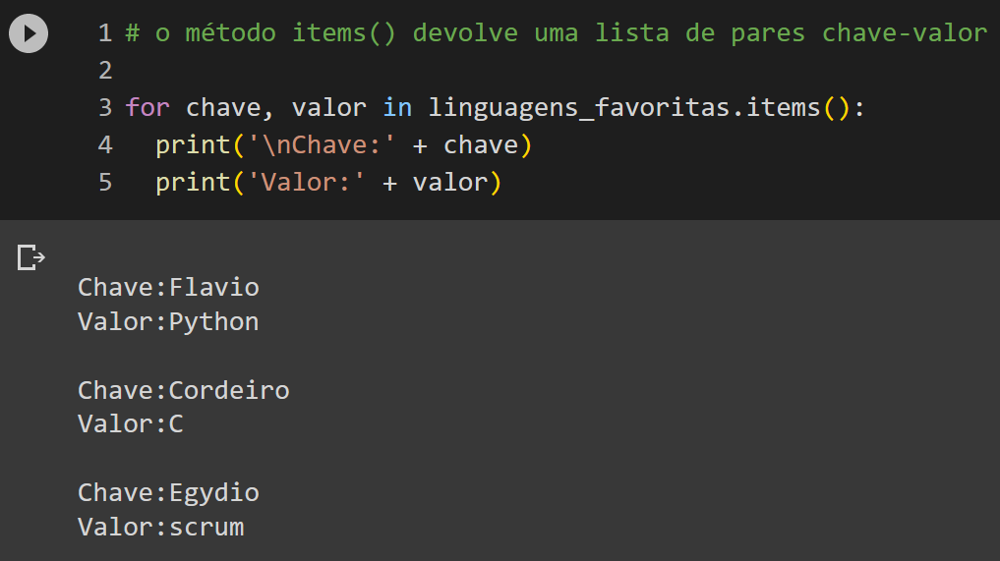 1 # o método items() devolve uma lista de pares chave-valor
2
3 for chave, valor in linguagens_favoritas.items():
4   print('\nChave:' + chave)
5   print('Valor:' + valor)
Chave:Flavio
Valor:Python
Chave:Cordeiro
Valor:C
Chave:Egydio
Valor:scrum